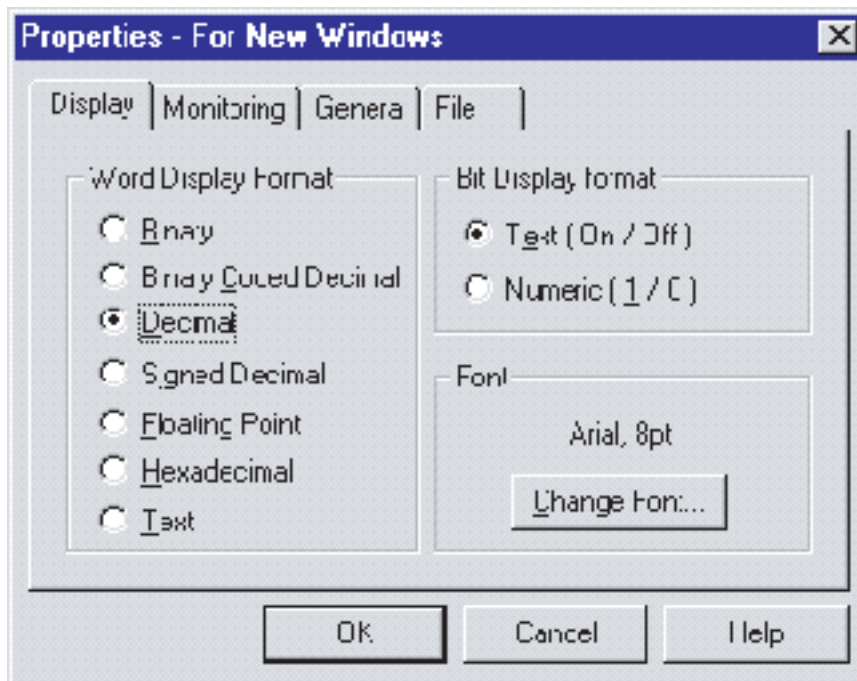 Properties - For New Windows
Display
Monitoring
General
File
Word Display Format
Binary
Binary Coded Decimal
Decimal
Signed Decimal
Floating Point
Hexadecimal
Text
Bit Display format
Text ( On / Off )
Numeric ( 1 / 0 )
Font
Arial, 8pt
Change Font...
OK
Cancel
Help